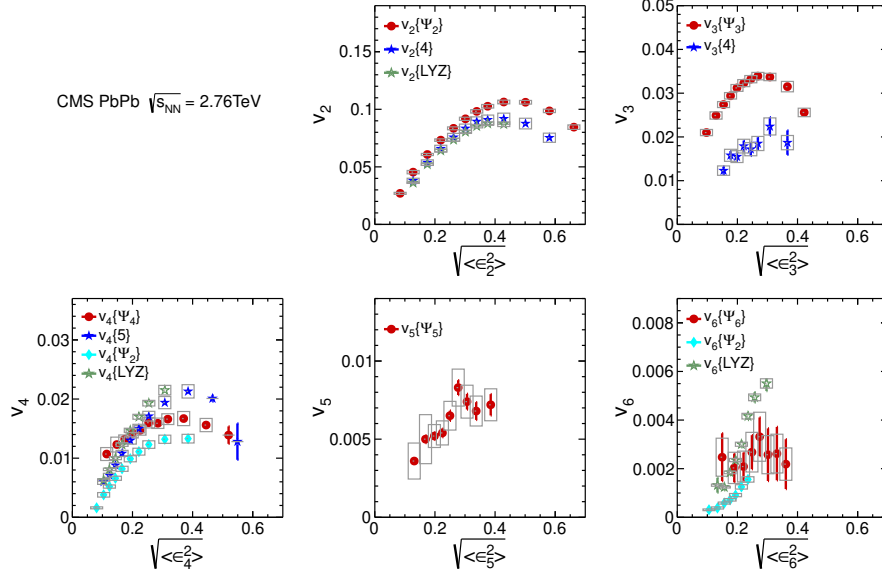 CMS PbPb √s_NN = 2.76TeV
v₂{Ψ₂}
v₂{4}
v₂{LYZ}
v₂
0.15
0.1
0.05
0
0 0.2 0.4 0.6
√<ϵ₂²>
v₃{Ψ₃}
v₃{4}
v₃
0.05
0.04
0.03
0.02
0.01
0
0 0.2 0.4 0.6
√<ϵ₃²>
v₄{Ψ₄}
v₄{5}
v₄{Ψ₂}
v₄{LYZ}
v₄
0.03
0.02
0.01
0
0 0.2 0.4 0.6
√<ϵ₄²>
v₅{Ψ₅}
v₅
0.01
0.005
0
0 0.2 0.4 0.6
√<ϵ₅²>
v₆{Ψ₆}
v₆{Ψ₂}
v₆{LYZ}
v₆
0.008
0.006
0.004
0.002
0
0 0.2 0.4 0.6
√<ϵ₆²>